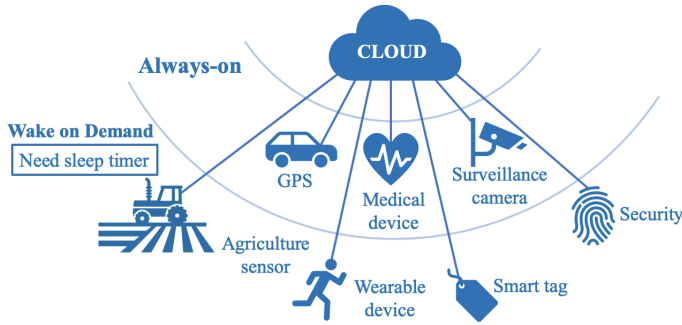 CLOUD
Always-on
Wake on Demand
Need sleep timer
GPS
Medical
device
Surveillance
camera
Security
Agriculture
sensor
Wearable
device
Smart tag